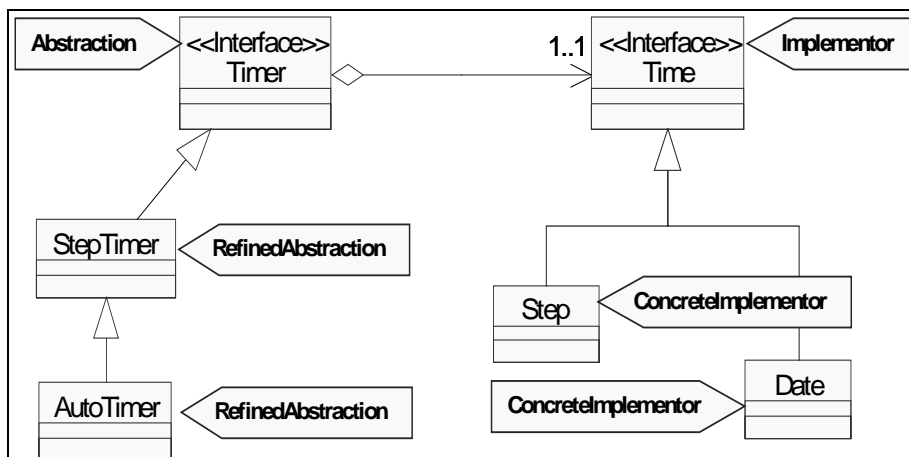 Abstraction
<<Interface>>
Timer
1..1
<<Interface>>
Time
Implementor
StepTimer
RefinedAbstraction
Step
ConcreteImplementor
AutoTimer
RefinedAbstraction
ConcreteImplementor
Date